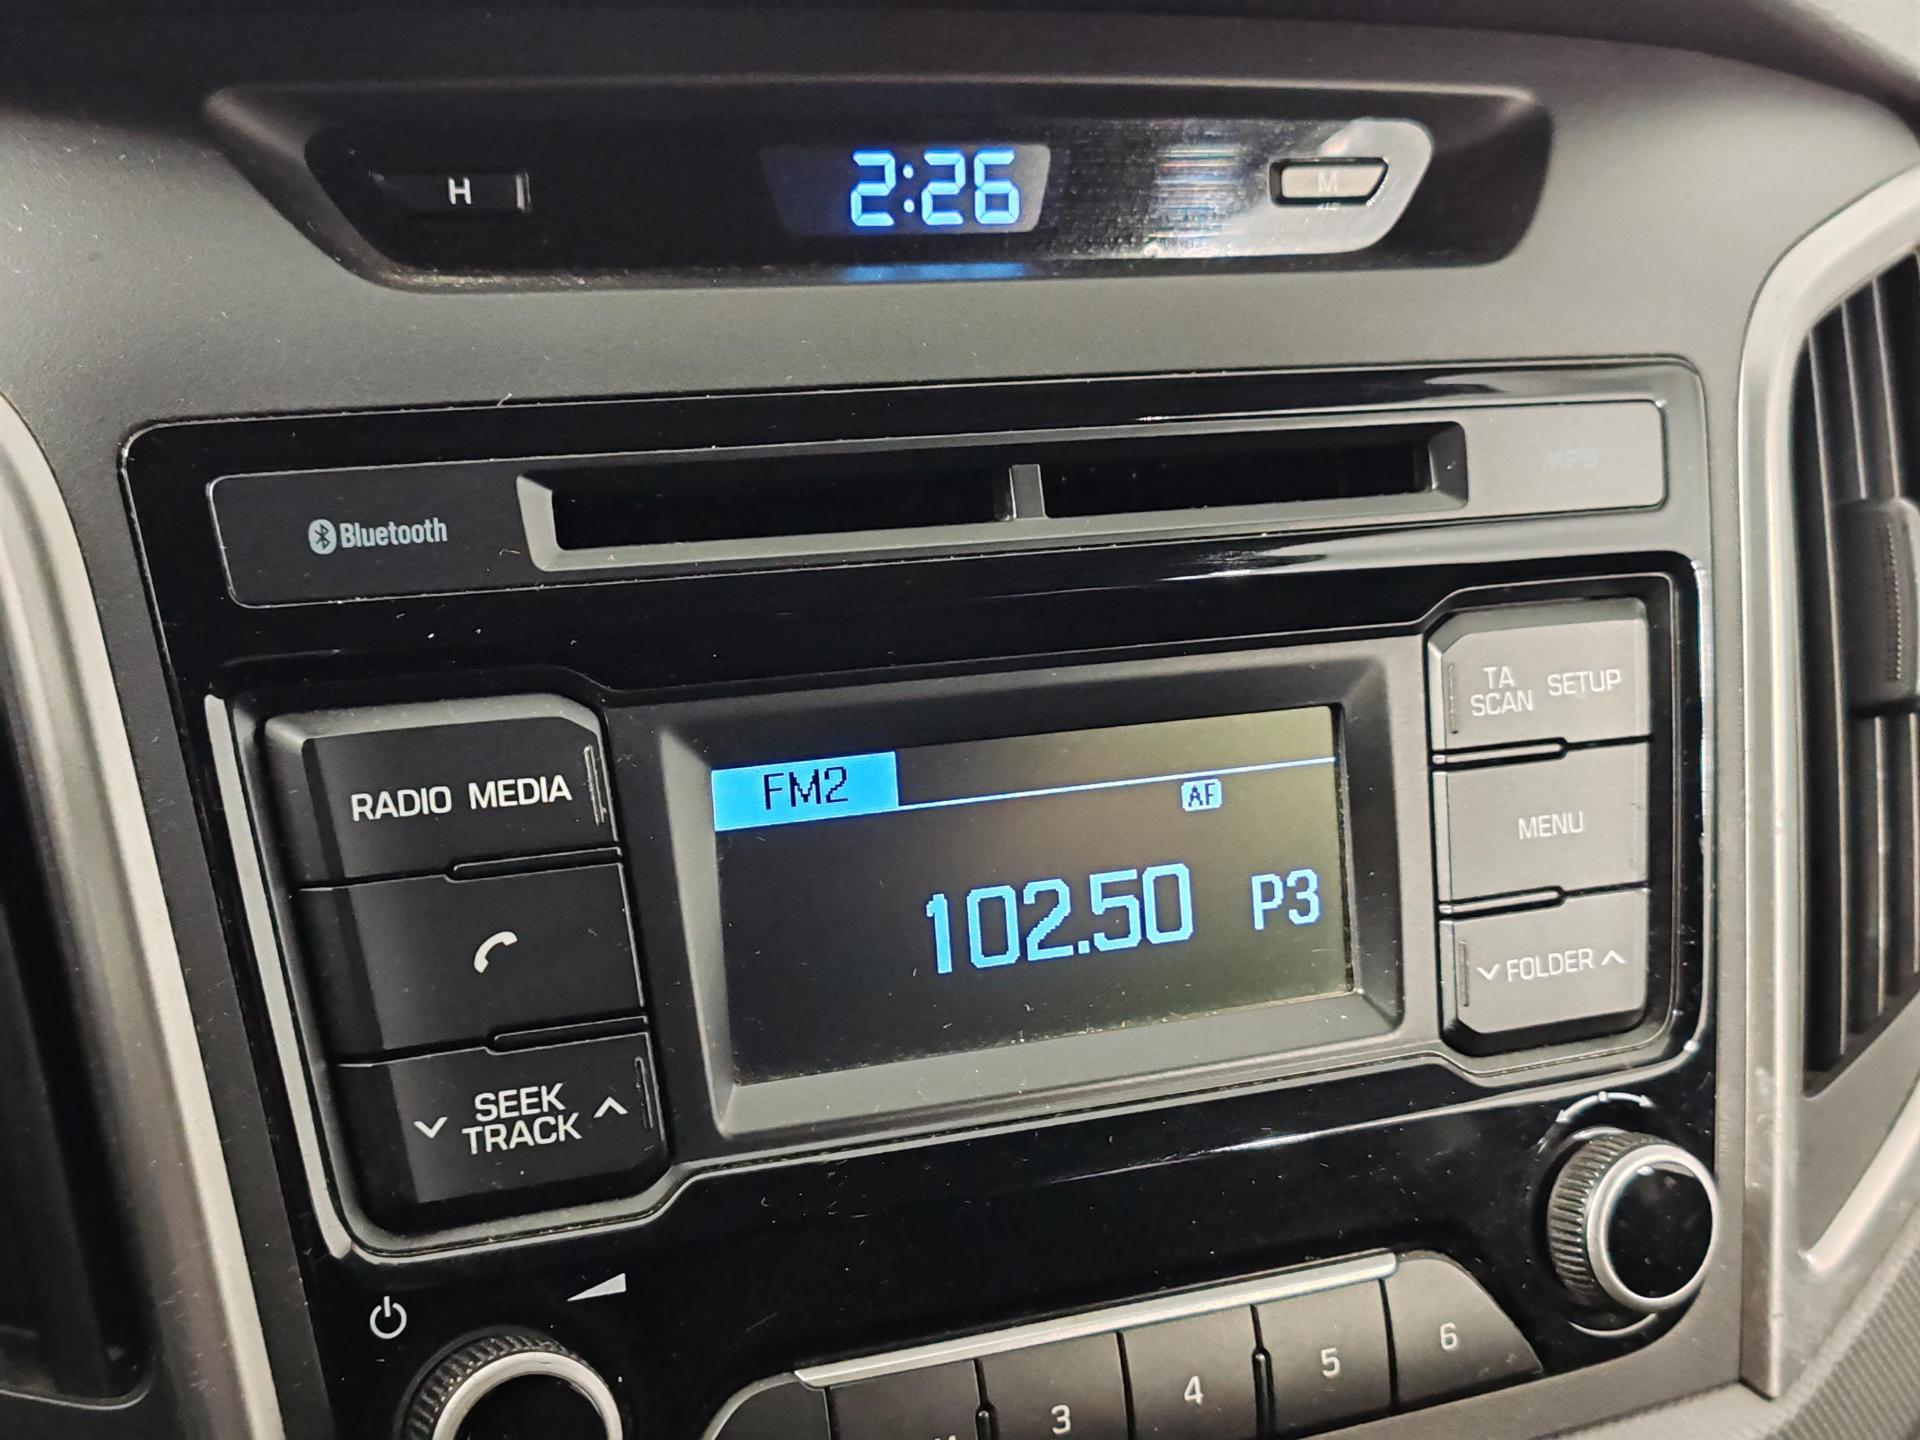 H
2:26
M
Bluetooth
MP3
RADIO MEDIA
SEEK
TRACK
FM2
AF
102.50 P3
TA
SCAN
SETUP
MENU
FOLDER
3
4
5
6